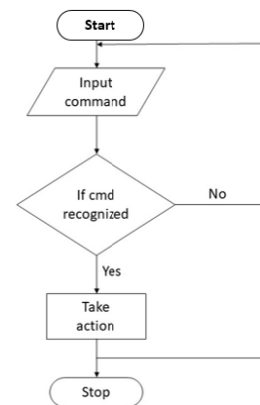 Start
Input
command
If cmd
recognized
No
Yes
Take
action
Stop